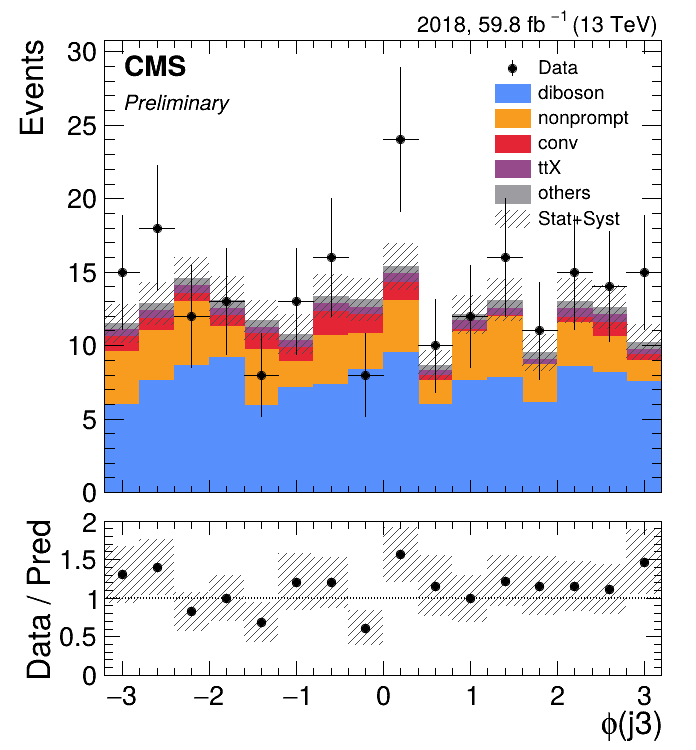 2018, 59.8 fb⁻¹ (13 TeV)
Events
30
25
20
15
10
5
0
CMS
Preliminary
Data
diboson
nonprompt
conv
ttX
others
Stat+Syst
Data / Pred
2
1.5
1
0.5
0
−3 −2 −1 0 1 2 3
ϕ(j3)